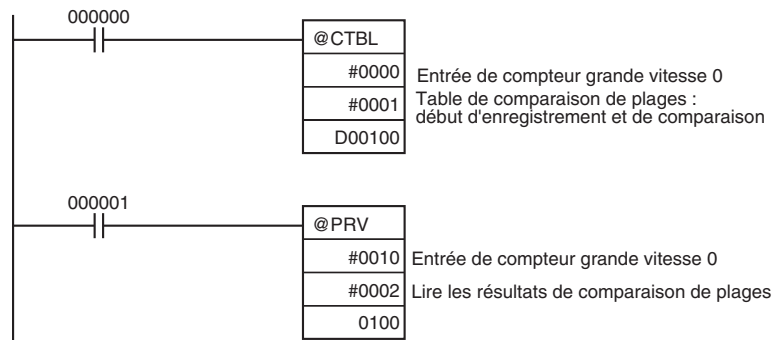 000000
@CTBL
#0000 Entrée de compteur grande vitesse 0
#0001 Table de comparaison de plages :
début d'enregistrement et de comparaison
D00100
000001
@PRV
#0010 Entrée de compteur grande vitesse 0
#0002 Lire les résultats de comparaison de plages
0100